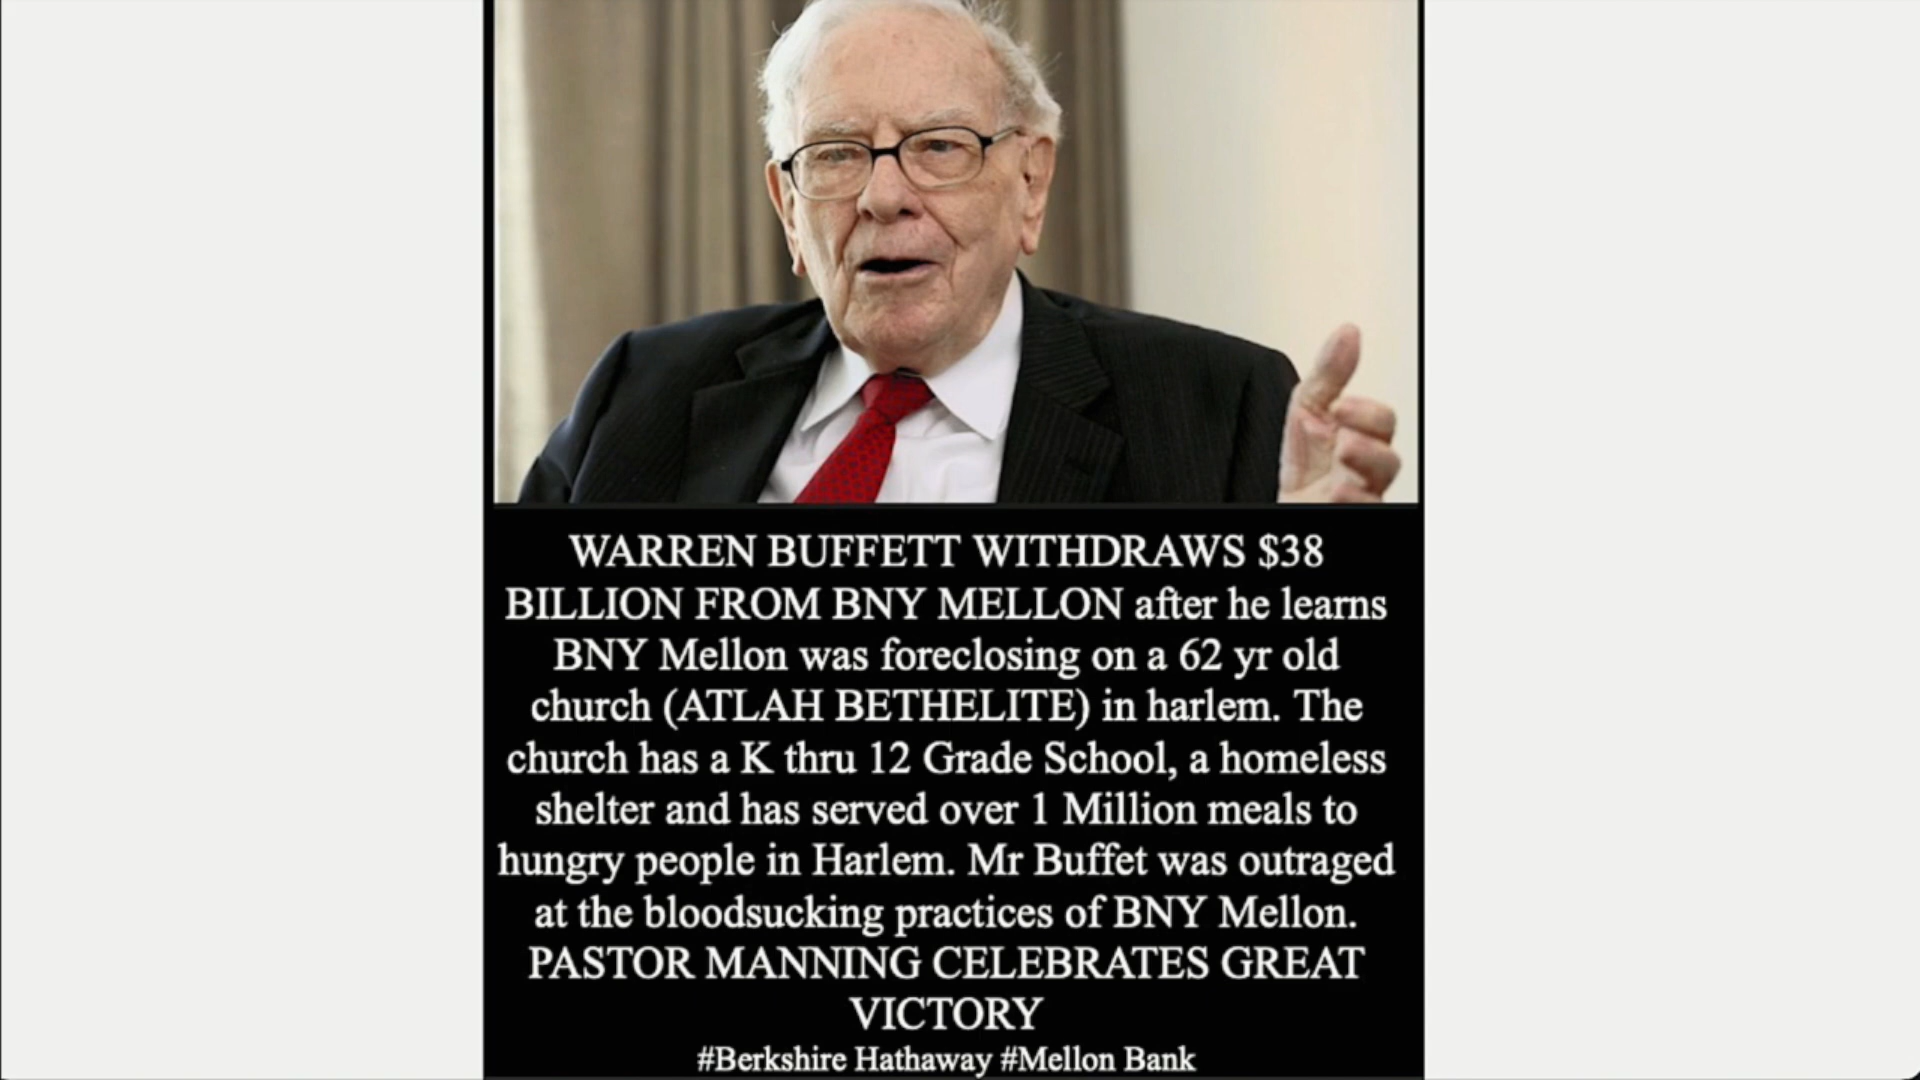 WARREN BUFFETT WITHDRAWS $38
BILLION FROM BNY MELLON after he learns
BNY Mellon was foreclosing on a 62 yr old
church (ATLAH BETHELITE) in harlem. The
church has a K thru 12 Grade School, a homeless
shelter and has served over 1 Million meals to
hungry people in Harlem. Mr Buffet was outraged
at the bloodsucking practices of BNY Mellon.
PASTOR MANNING CELEBRATES GREAT
VICTORY
#Berkshire Hathaway #Mellon Bank